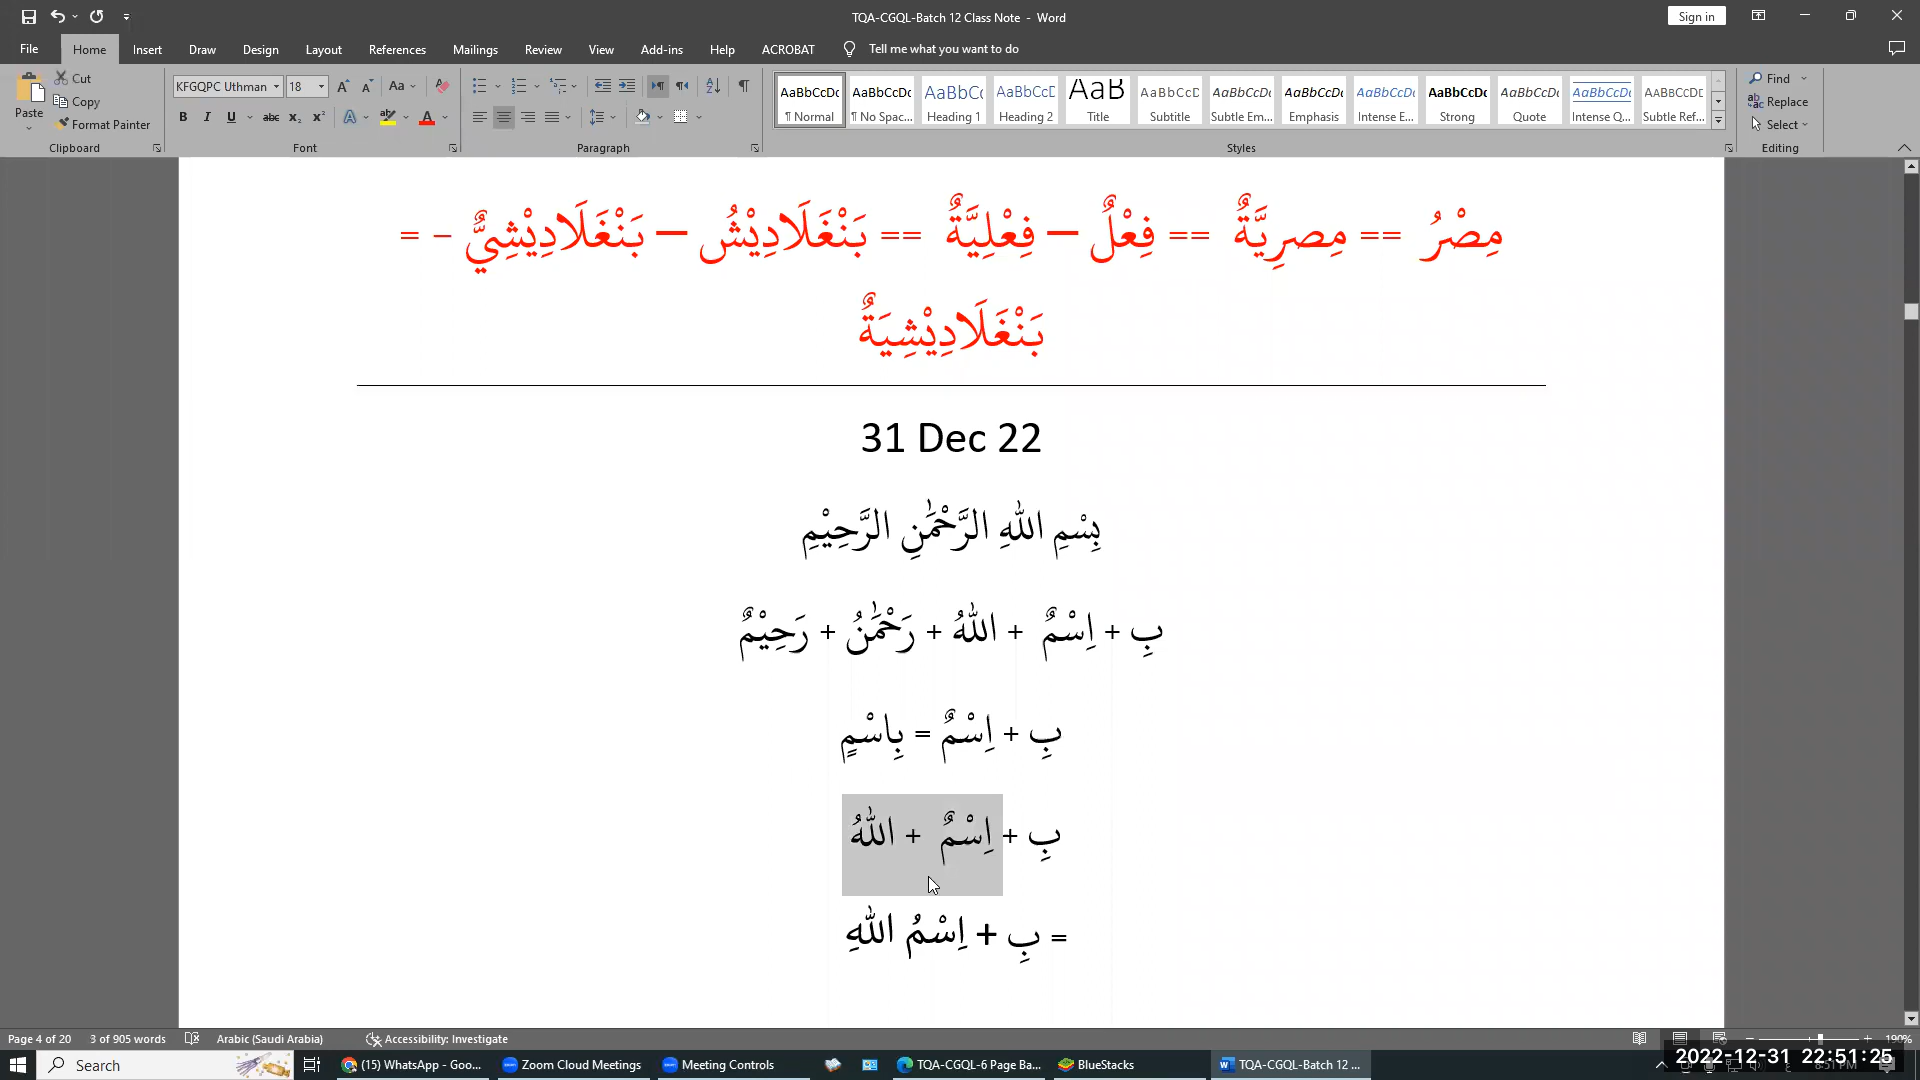 TQA-CGQL-Batch 12 Class Note - Word
Sign in
File Home Insert Draw Design Layout References Mailings Review View Add-ins Help ACROBAT Tell me what you want to do
Paste Cut Copy Format Painter Clipboard
KFGQPC Uthman 18 Font
Paragraph
AaBbCcDc AaBbCcDc AaBbC AaBbCcD AaB AaBbCcD AaBbCcDc AaBbCcDc AaBbCcDc AaBbCcDc AaBbCcDc AaBbCcDc AABBCCDE
¶ Normal ¶ No Spac... Heading 1 Heading 2 Title Subtitle Subtle Em... Emphasis Intense E... Strong Quote Intense Q... Subtle Ref...
Styles
Find Replace Select Editing
مِصْرُ == مِصرِيَّةٌ == فِعْلٌ – فِعْلِيَّةٌ == بَنْغَلَادِيْشُ – بَنْغَلَادِيْشِيٌّ – =
بَنْغَلَادِيْشِيَةٌ
31 Dec 22
بِسْمِ اللهِ الرَّحْمَٰنِ الرَّحِيْمِ
بِ + اِسْمٌ + اللهُ + رَحْمَٰنُ + رَحِيْمٌ
بِ + اِسْمٌ = بِاسْمٍ
بِ + اِسْمٌ + اللهُ
= بِ + اِسْمُ اللهِ
Page 4 of 20 3 of 905 words Arabic (Saudi Arabia) Accessibility: Investigate 190%
Search (15) WhatsApp - Goo... Zoom Cloud Meetings Meeting Controls TQA-CGQL-6 Page Ba... BlueStacks TQA-CGQL-Batch 12 ...
2022-12-31 22:51:25